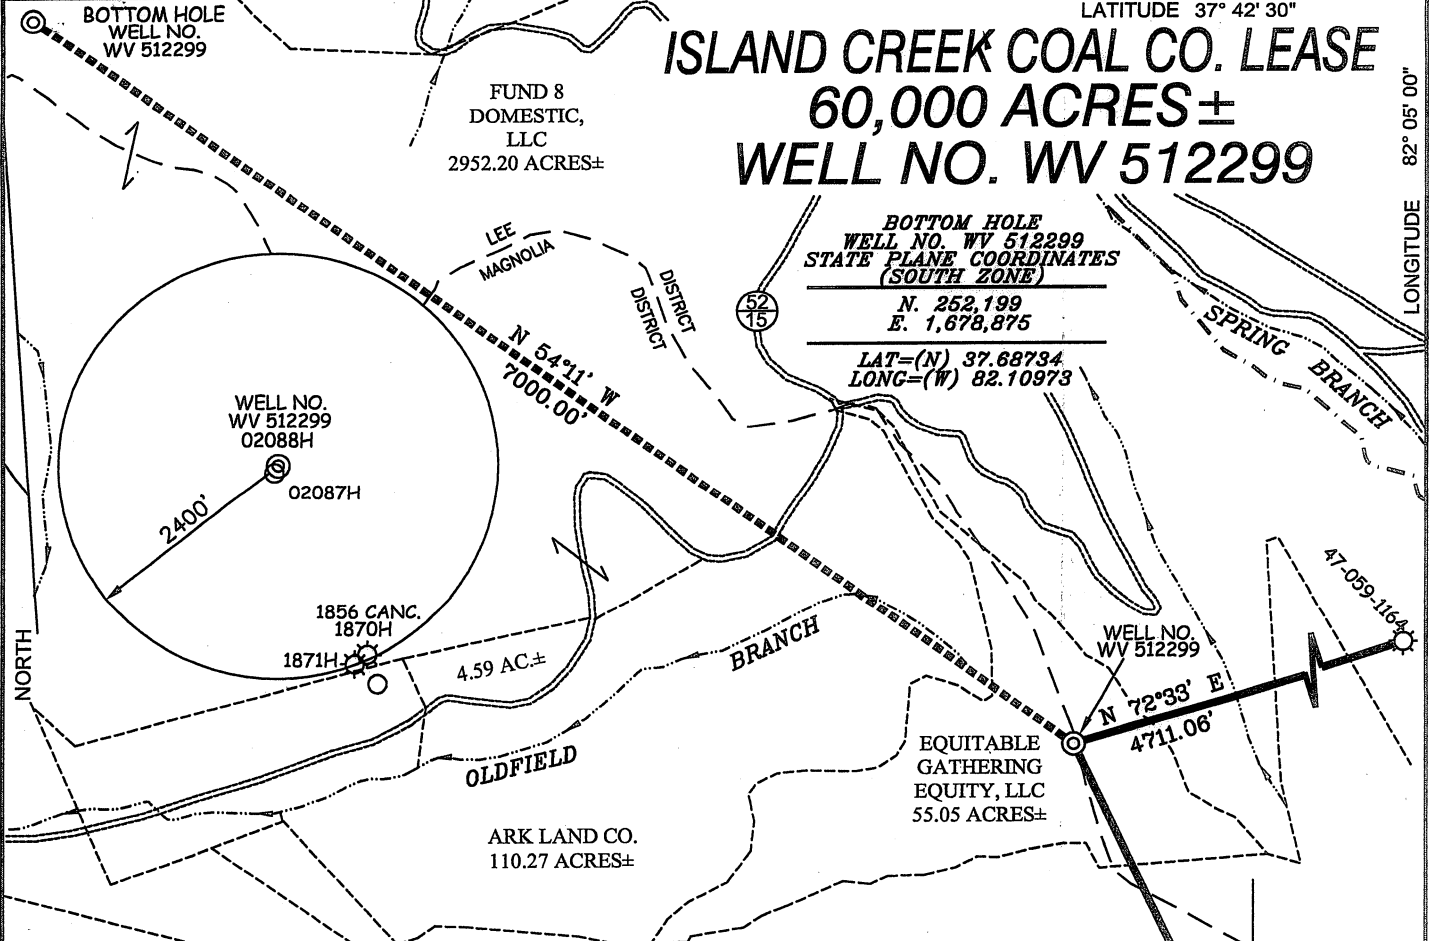 LATITUDE 37° 42' 30"
BOTTOM HOLE
WELL NO.
WV 512299
ISLAND CREEK COAL CO. LEASE
60,000 ACRES±
WELL NO. WV 512299
LONGITUDE 82° 05' 00"
FUND 8
DOMESTIC,
LLC
2952.20 ACRES±
LEE
MAGNOLIA
DISTRICT
DISTRICT
52
15
BOTTOM HOLE
WELL NO. WV 512299
STATE PLANE COORDINATES
(SOUTH ZONE)
N. 252,199
E. 1,678,875
LAT=(N) 37.68734
LONG=(W) 82.10973
SPRING BRANCH
N 54°11' W
7000.00'
WELL NO.
WV 512299
02088H
02087H
2400'
1856 CANC.
1870H
1871H
4.59 AC.±
NORTH
OLDFIELD BRANCH
47-059-1164
WELL NO.
WV 512299
N 72°33' E
4711.06'
EQUITABLE
GATHERING
EQUITY, LLC
55.05 ACRES±
ARK LAND CO.
110.27 ACRES±